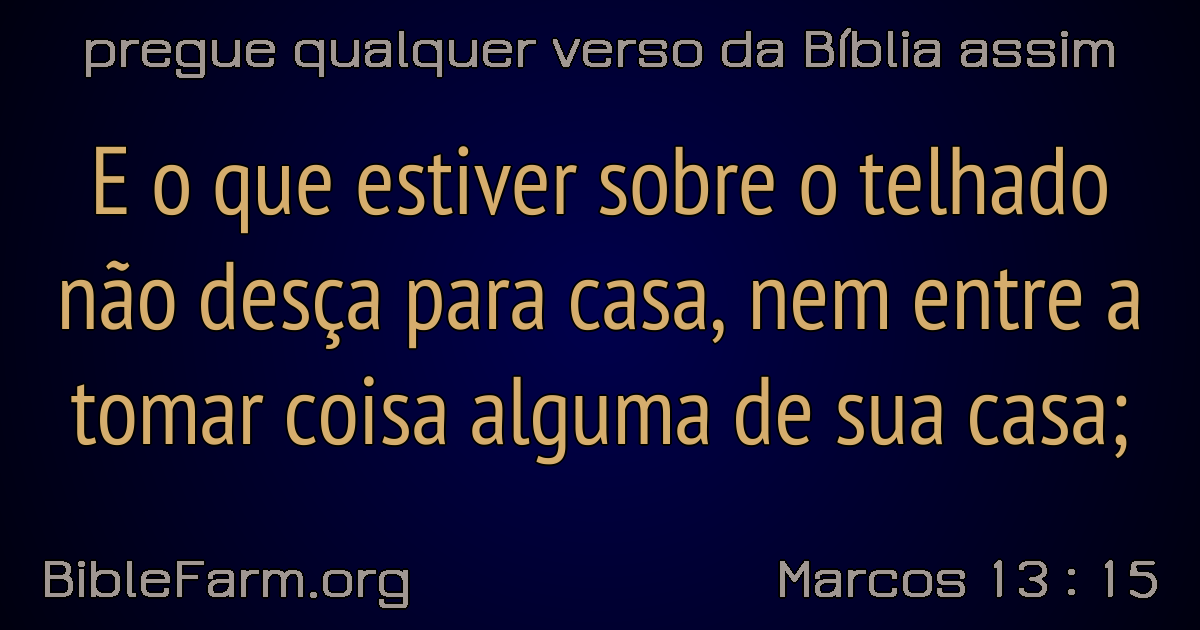 pregue qualquer verso da Bíblia assim
E o que estiver sobre o telhado
não desça para casa, nem entre a
tomar coisa alguma de sua casa;
BibleFarm.org
Marcos 13 : 15